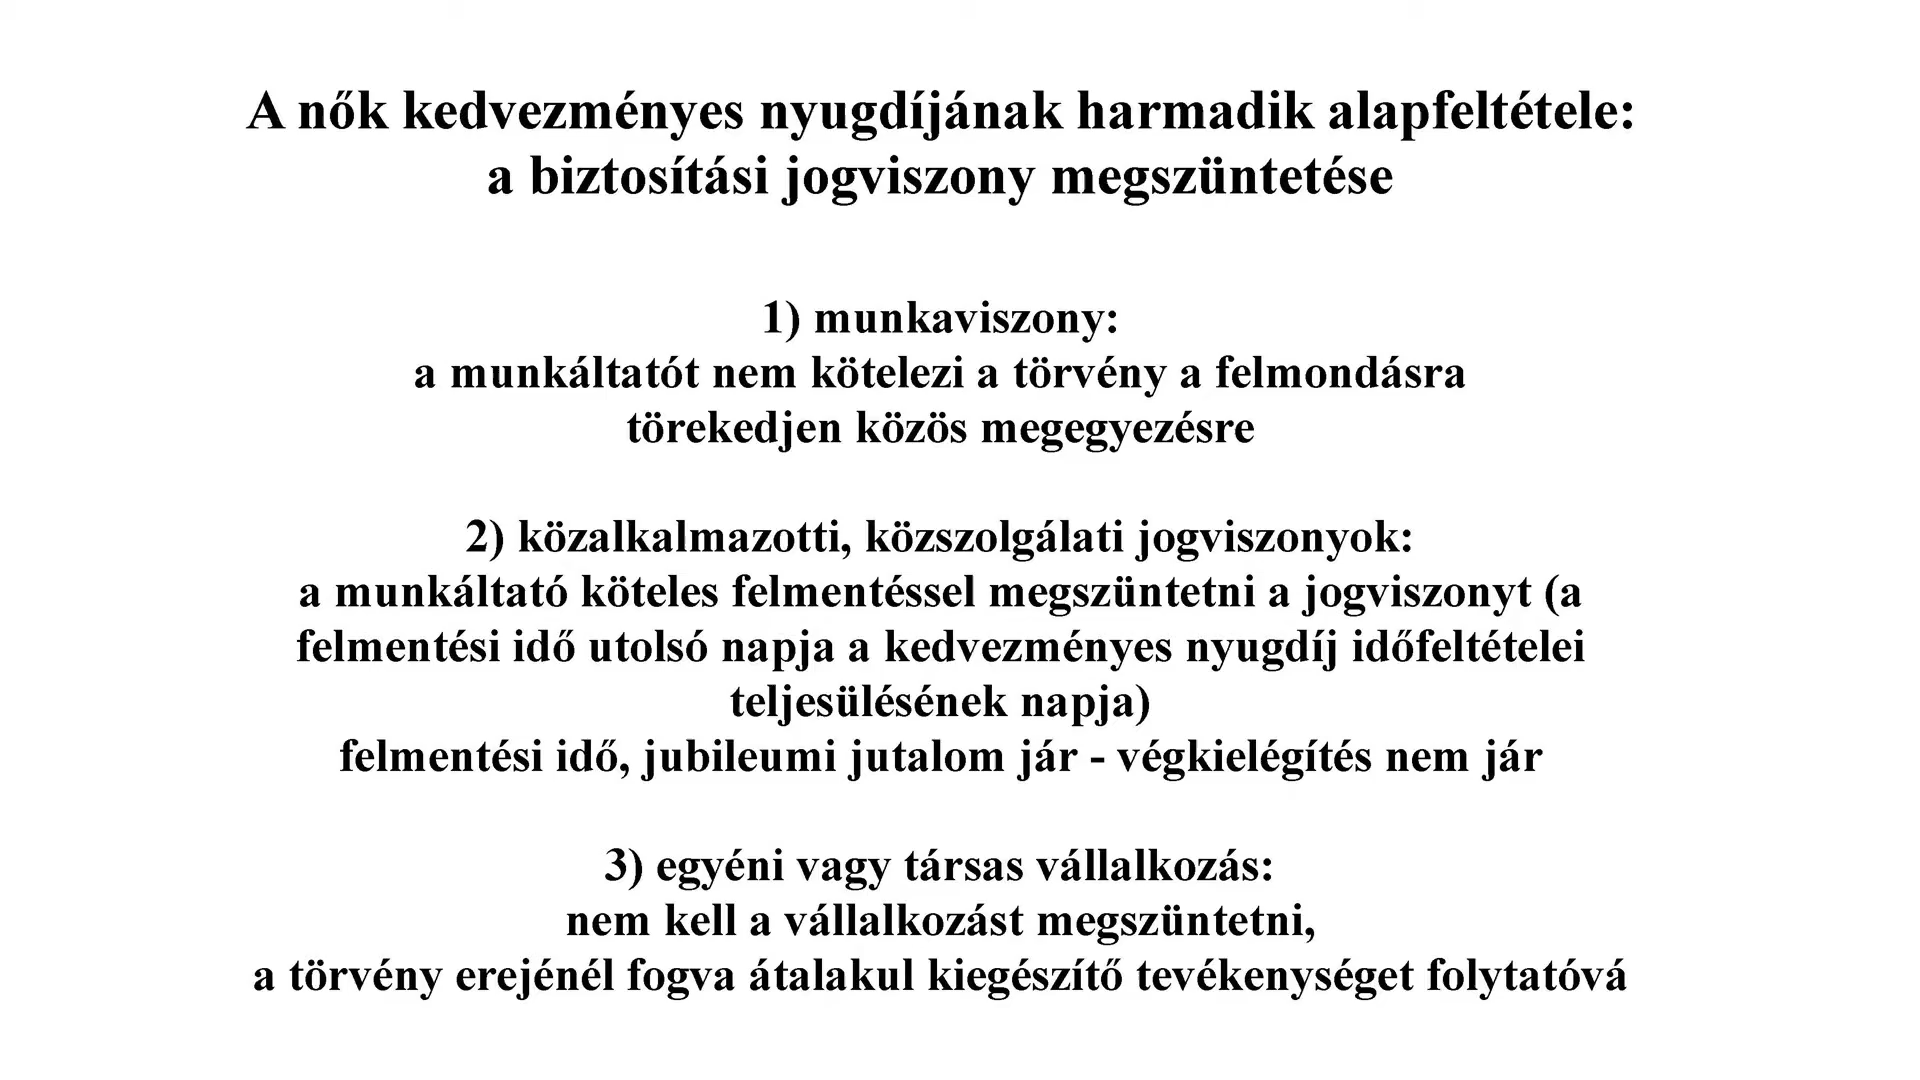 A nők kedvezményes nyugdíjának harmadik alapfeltétele:
a biztosítási jogviszony megszüntetése
1) munkaviszony:
a munkáltatót nem kötelezi a törvény a felmondásra
törekedjen közös megegyezésre
2) közalkalmazotti, közszolgálati jogviszonyok:
a munkáltató köteles felmentéssel megszüntetni a jogviszonyt (a
felmentési idő utolsó napja a kedvezményes nyugdíj időfeltételei
teljesülésének napja)
felmentési idő, jubileumi jutalom jár - végkielégítés nem jár
3) egyéni vagy társas vállalkozás:
nem kell a vállalkozást megszüntetni,
a törvény erejénél fogva átalakul kiegészítő tevékenységet folytatóvá